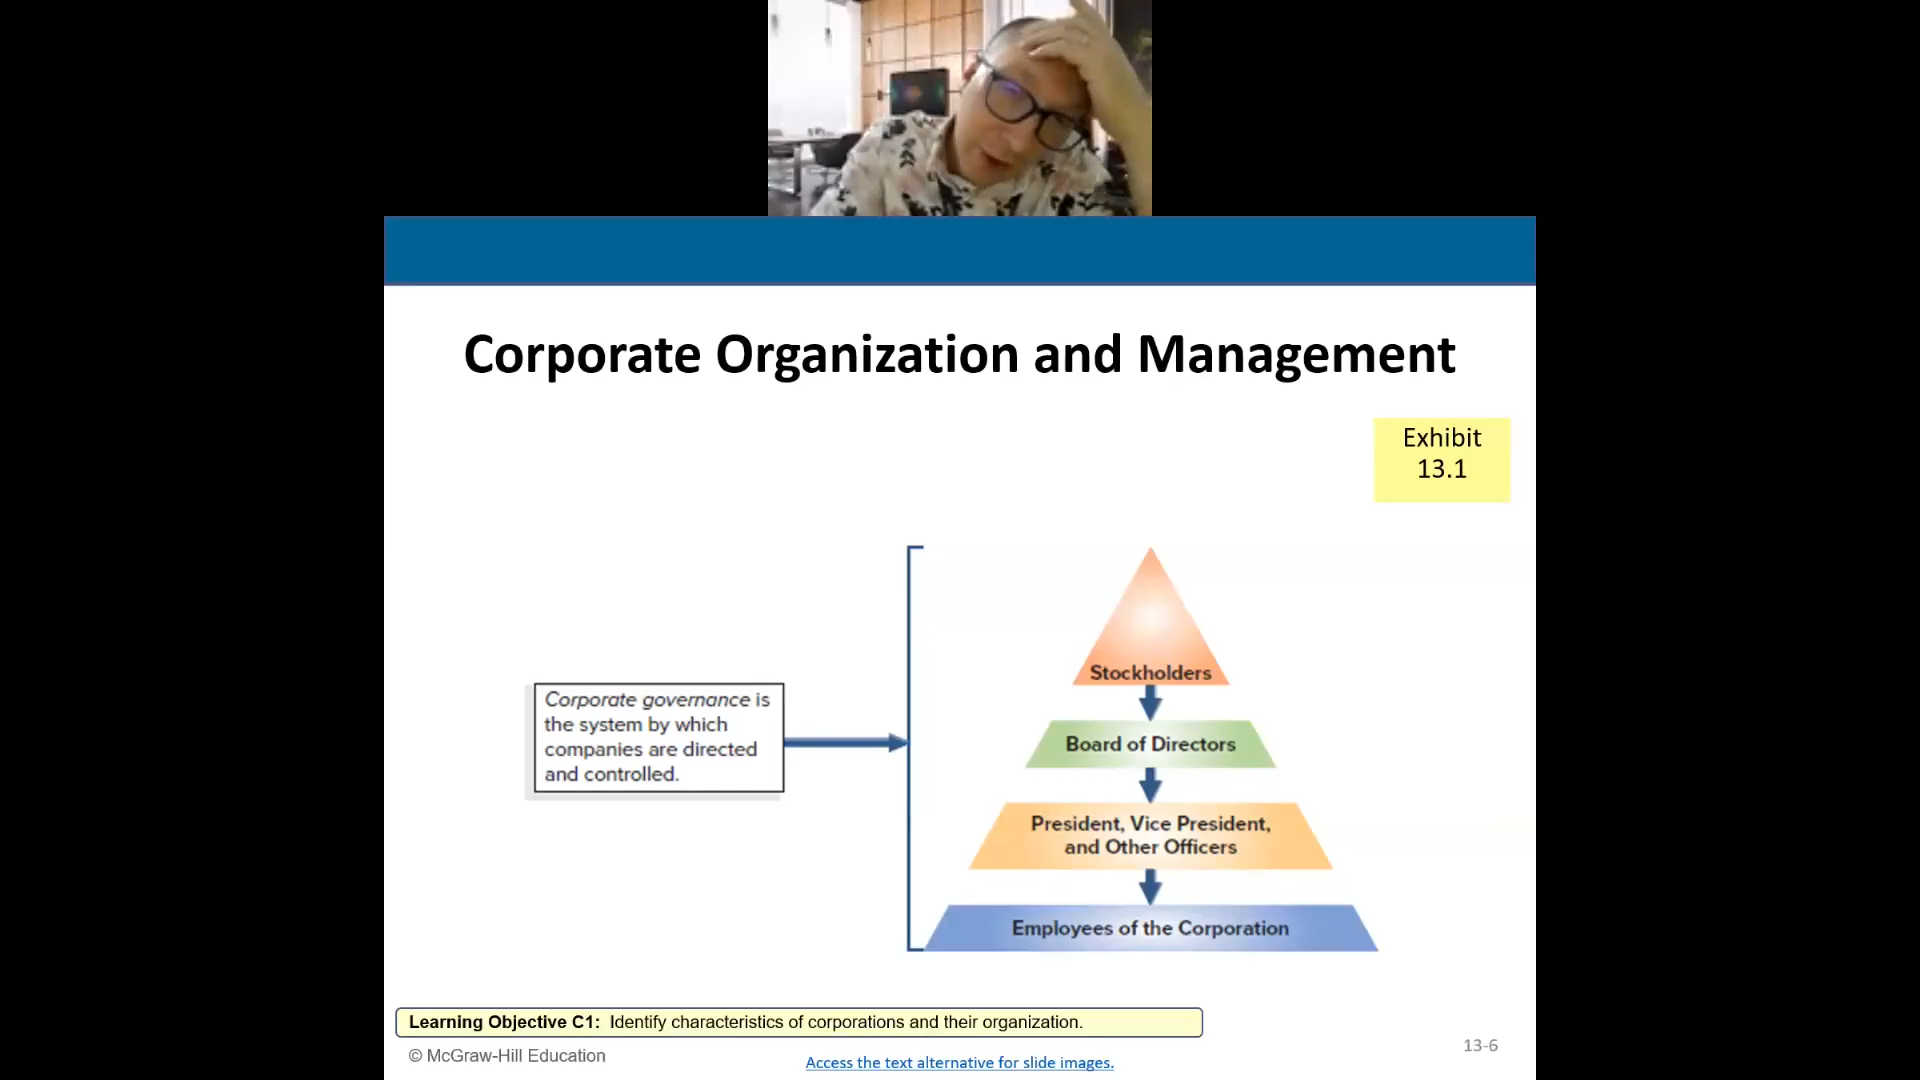 Corporate Organization and Management
Exhibit
13.1
Corporate governance is
the system by which
companies are directed
and controlled.
Stockholders
Board of Directors
President, Vice President,
and Other Officers
Employees of the Corporation
Learning Objective C1: Identify characteristics of corporations and their organization.
© McGraw-Hill Education
Access the text alternative for slide images.
13-6